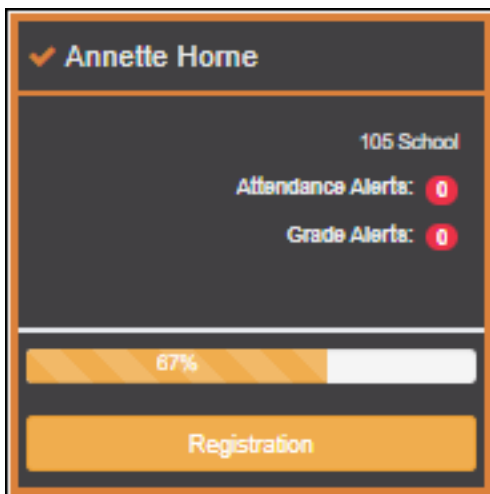 Annette Horne
105 School
Attendance Alerts: 0
Grade Alerts: 0
67%
Registration